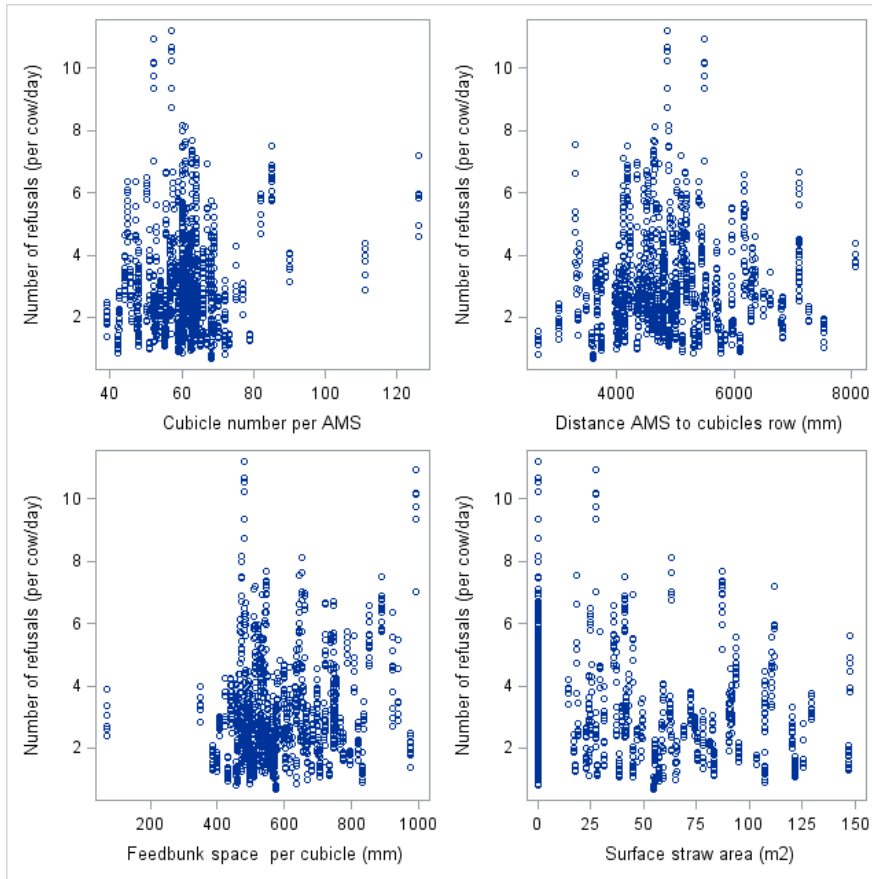 Number of refusals (per cow/day)
10
8
6
4
2
40 60 80 100 120
Cubicle number per AMS
Number of refusals (per cow/day)
10
8
6
4
2
4000 6000 8000
Distance AMS to cubicles row (mm)
Number of refusals (per cow/day)
10
8
6
4
2
200 400 600 800 1000
Feedbunk space per cubicle (mm)
Number of refusals (per cow/day)
10
8
6
4
2
0 25 50 75 100 125 150
Surface straw area (m2)